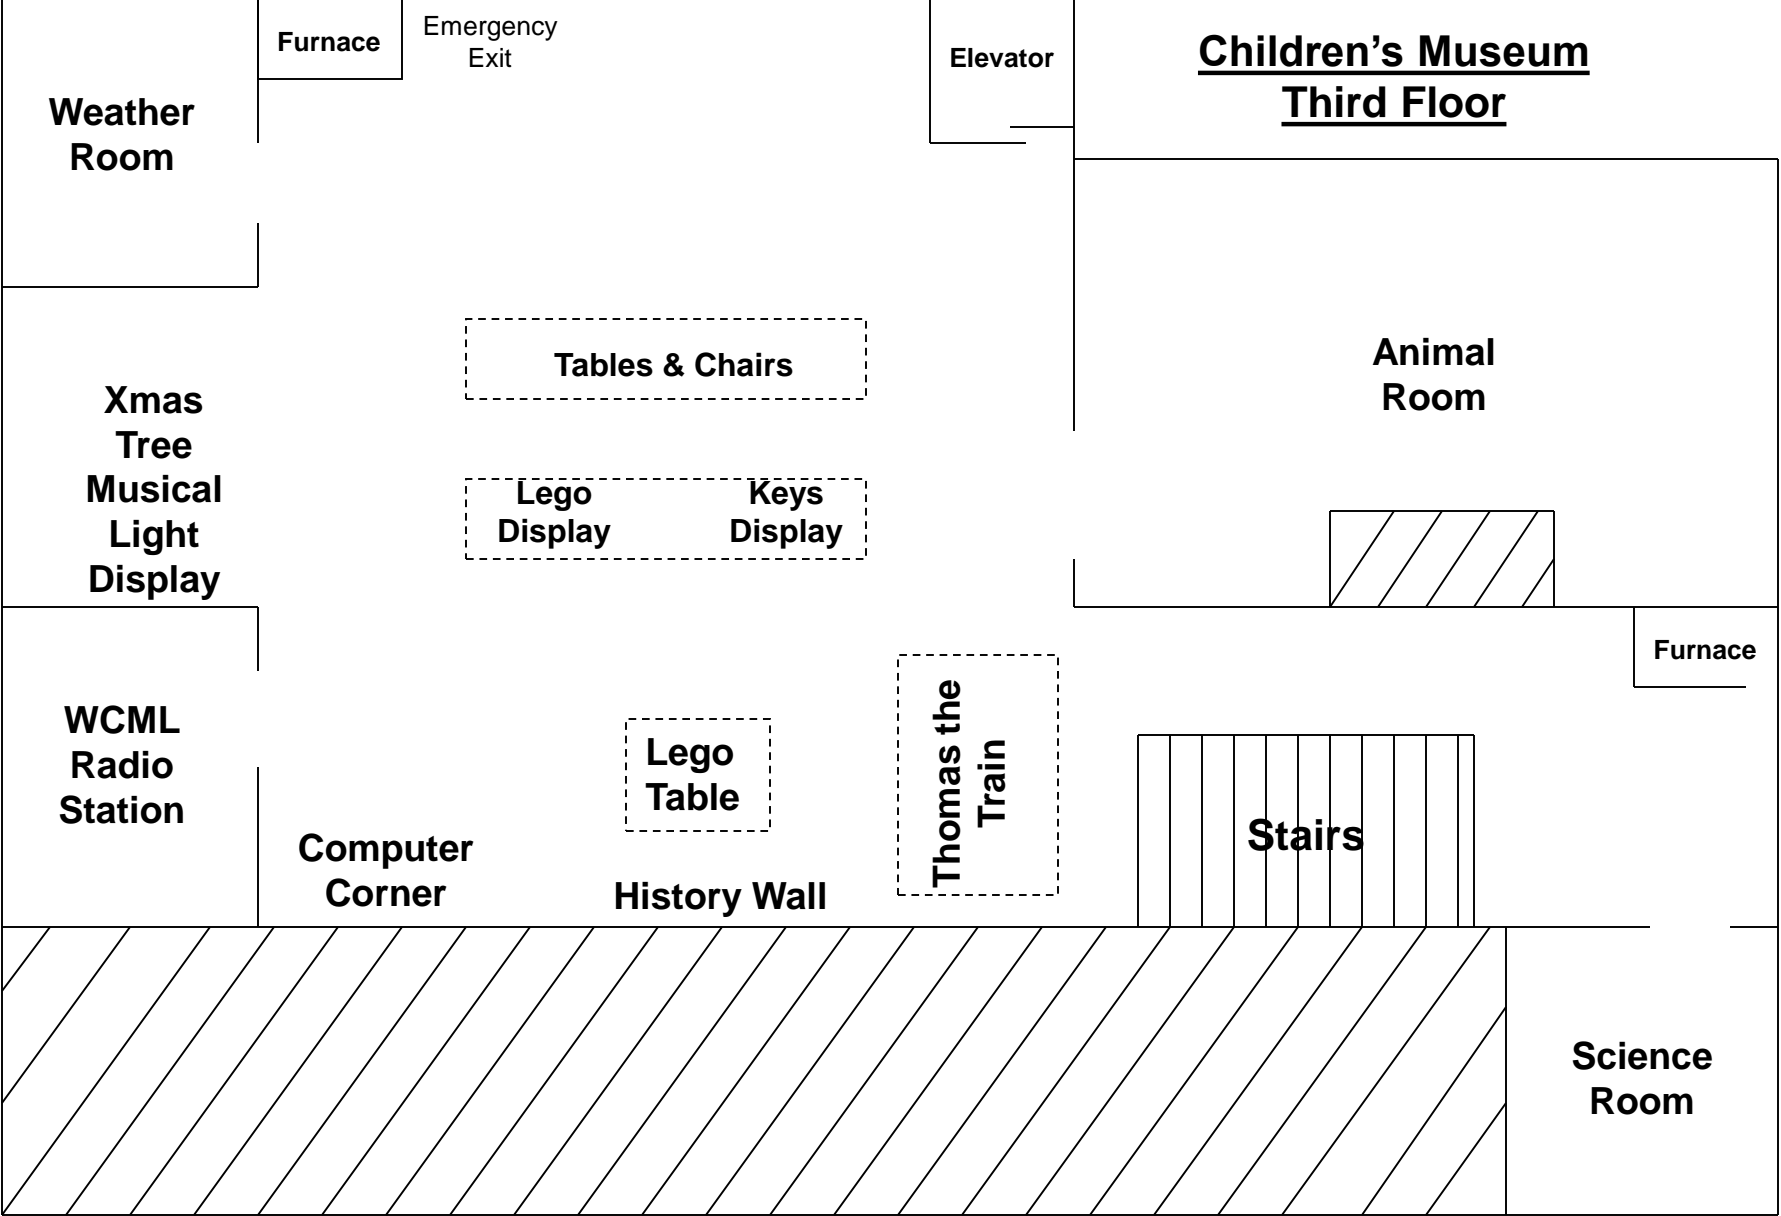 Furnace
Emergency
Exit
Elevator
Children’s Museum
Third Floor
Weather
Room
Tables & Chairs
Animal
Room
Xmas
Tree
Musical
Light
Display
Lego
Display
Keys
Display
Furnace
WCML
Radio
Station
Lego
Table
Thomas the
Train
Stairs
Computer
Corner
History Wall
Science
Room